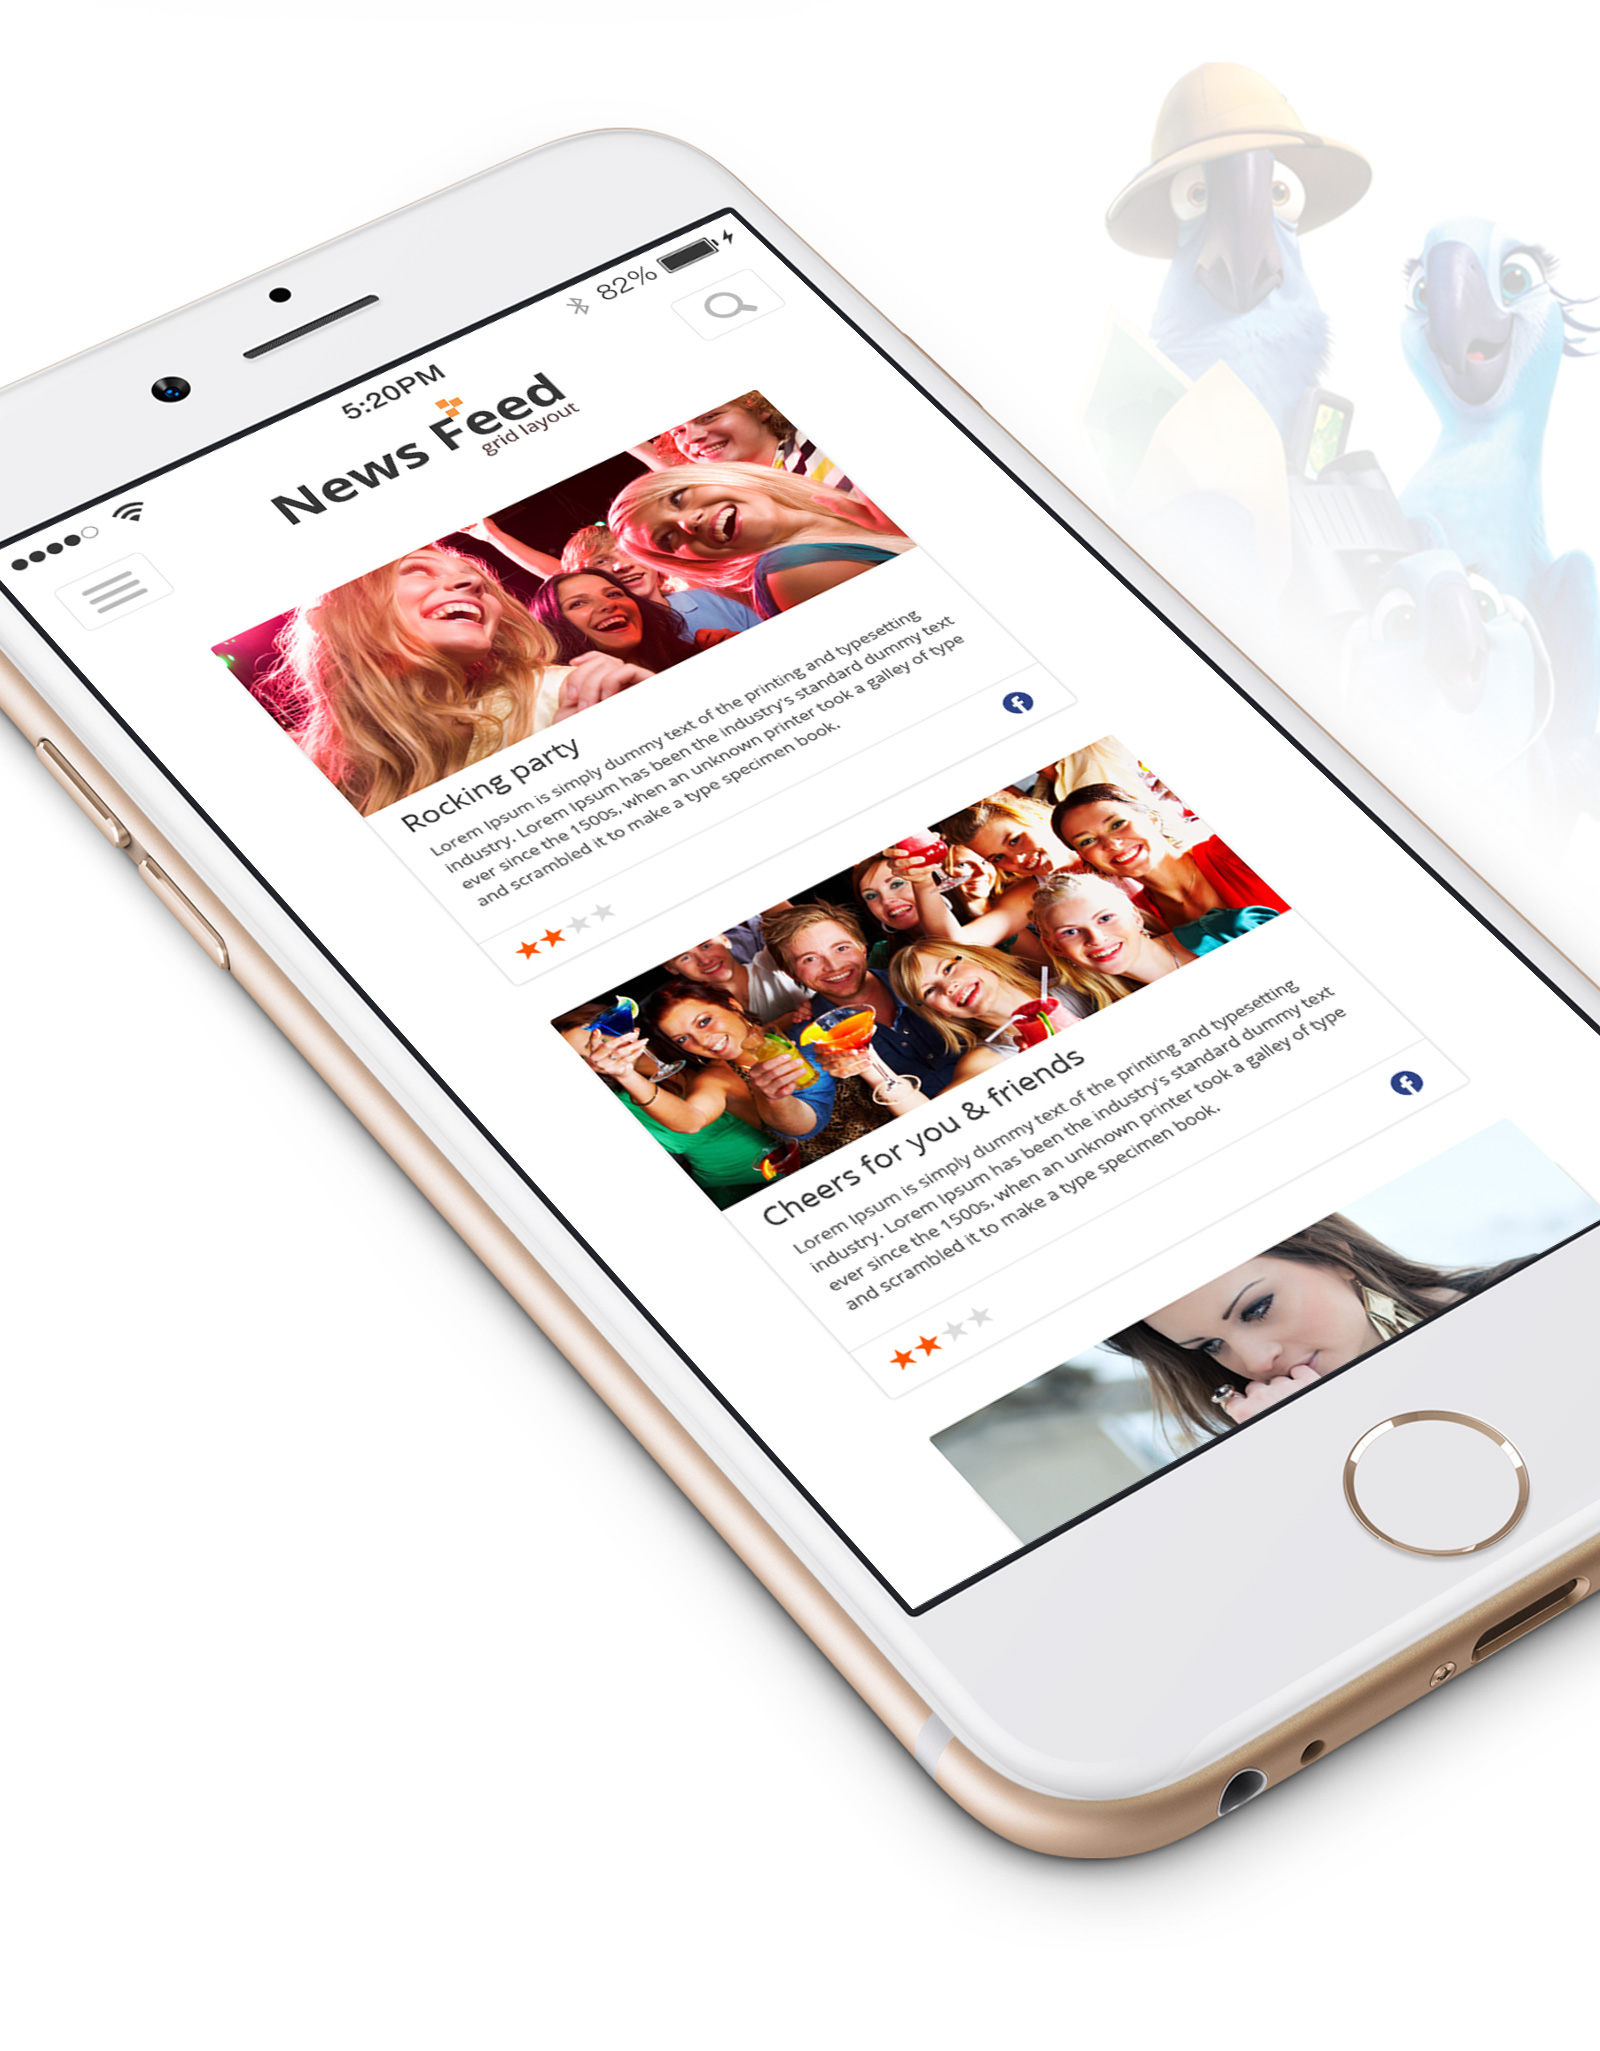 5:20PM
82%
News Feed
grid layout
Rocking party
Lorem Ipsum is simply dummy text of the printing and typesetting
industry. Lorem Ipsum has been the industry's standard dummy text
ever since the 1500s, when an unknown printer took a galley of type
and scrambled it to make a type specimen book.
Cheers for you & friends
Lorem Ipsum is simply dummy text of the printing and typesetting
industry. Lorem Ipsum has been the industry's standard dummy text
ever since the 1500s, when an unknown printer took a galley of type
and scrambled it to make a type specimen book.